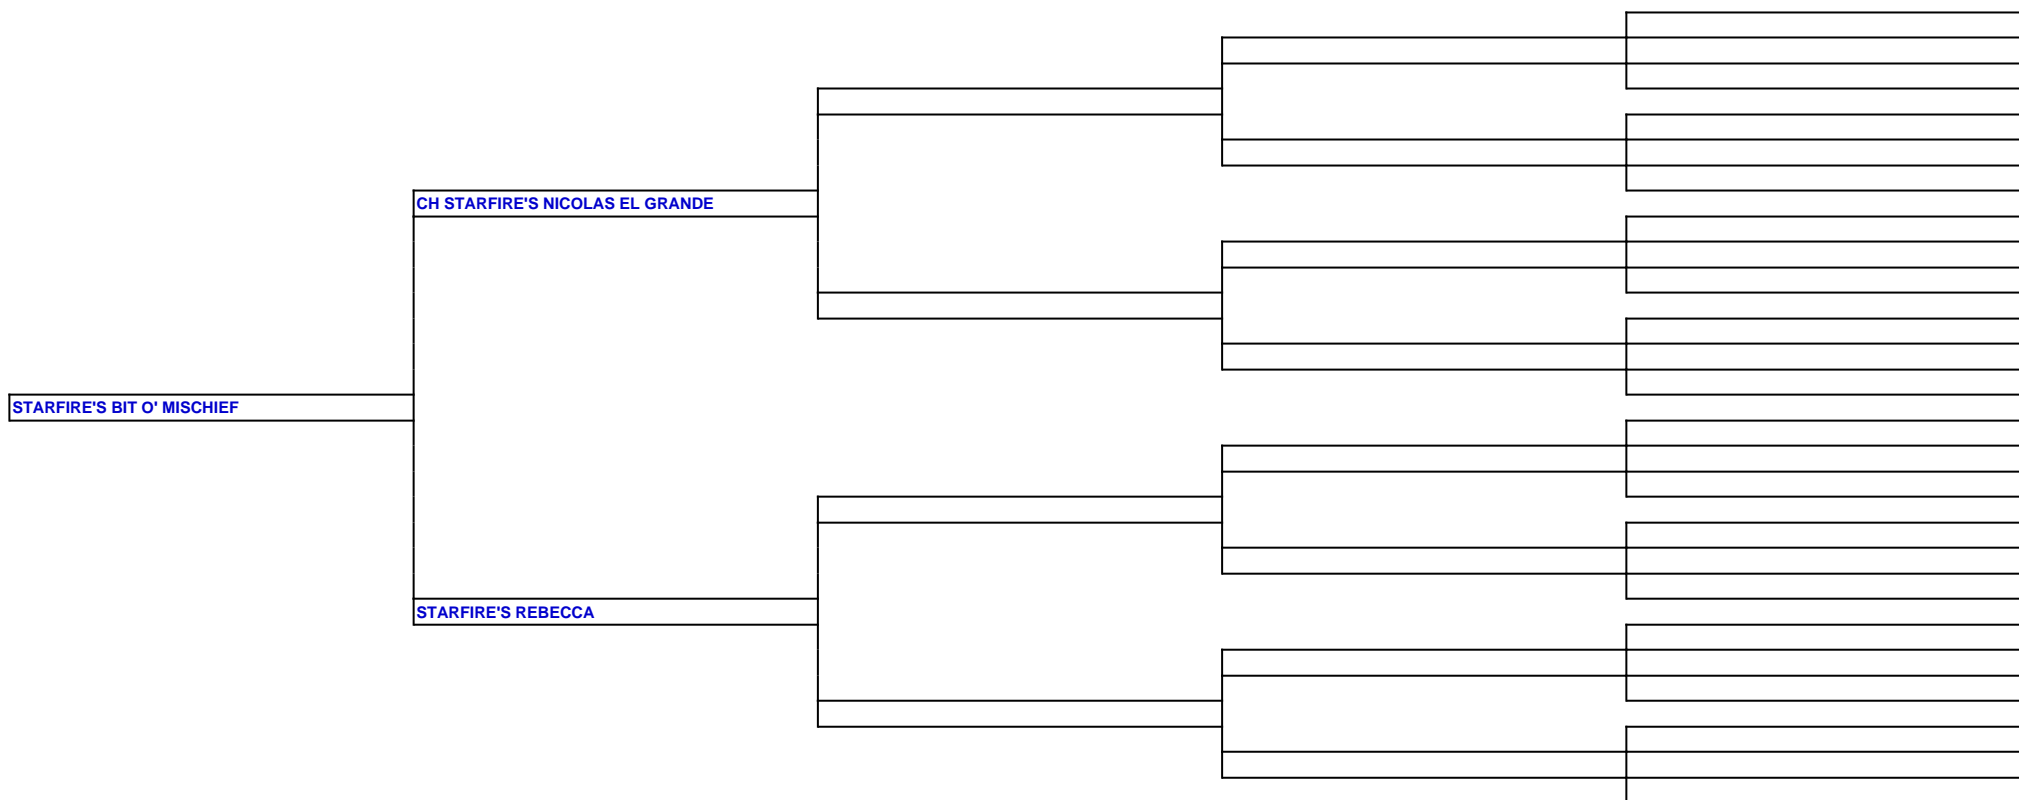 CH STARFIRE'S NICOLAS EL GRANDE
STARFIRE'S BIT O' MISCHIEF
STARFIRE'S REBECCA